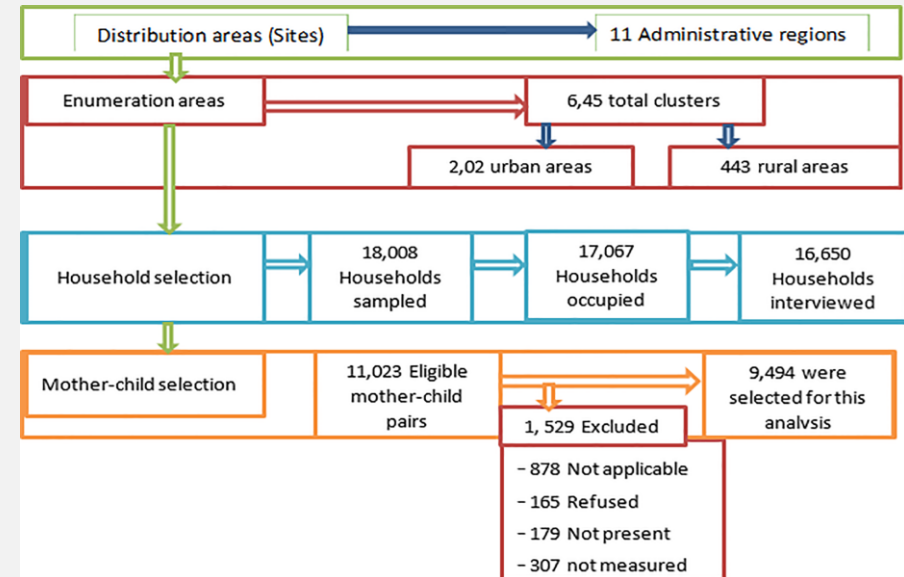 Distribution areas (Sites)
11 Administrative regions
Enumeration areas
6,45 total clusters
2,02 urban areas
443 rural areas
Household selection
18,008
Households
sampled
17,067
Households
occupied
16,650
Households
interviewed
Mother-child selection
11,023 Eligible
mother-child
pairs
9,494 were
selected for this
analvsis
1, 529 Excluded
- 878 Not applicable
- 165 Refused
- 179 Not present
- 307 not measured